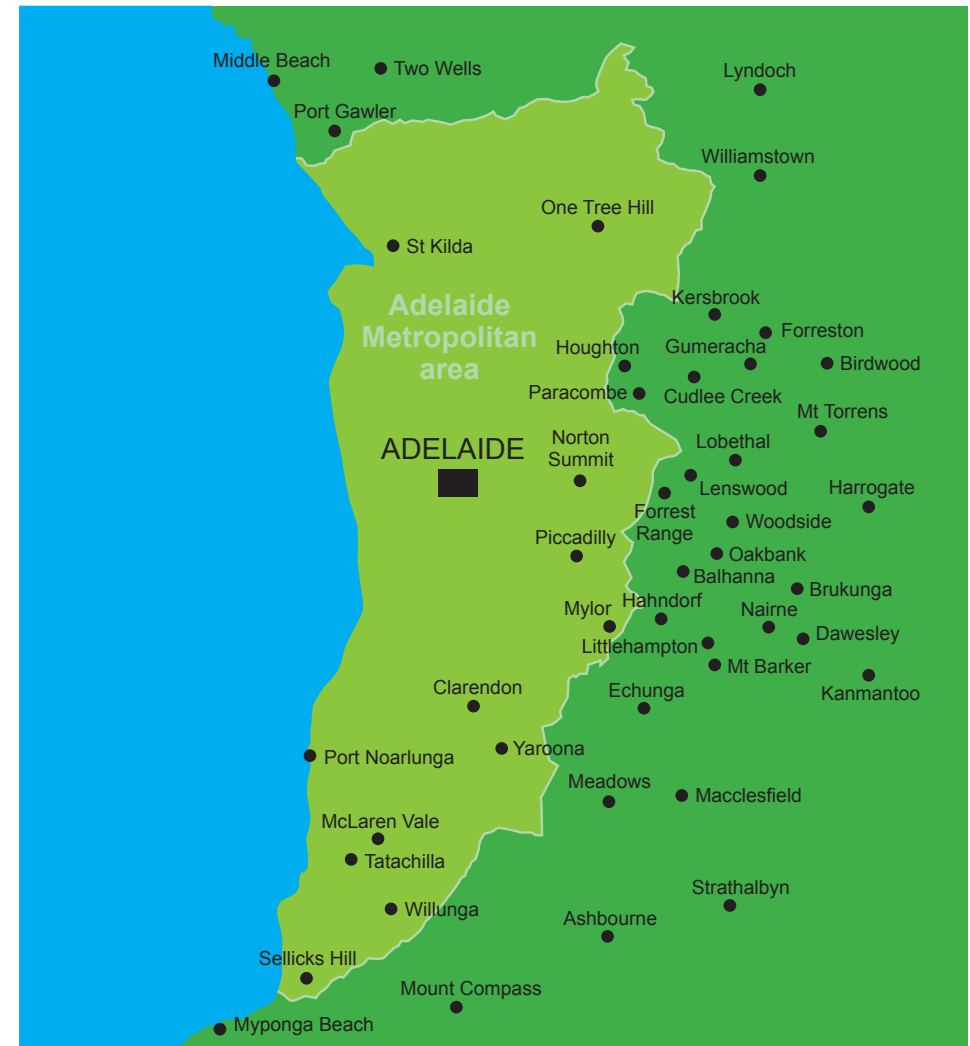 Middle Beach
Two Wells
Lyndoch
Port Gawler
Williamstown
One Tree Hill
St Kilda
Adelaide
Metropolitan
area
Kersbrook
Forreston
Houghton
Gumeracha
Birdwood
Paracombe
Cudlee Creek
Mt Torrens
ADELAIDE
Norton
Summit
Lobethal
Lenswood
Harrogate
Forrest
Range
Woodside
Piccadilly
Oakbank
Balhanna
Brukunga
Mylor
Hahndorf
Nairne
Dawesley
Littlehampton
Mt Barker
Clarendon
Echunga
Kanmantoo
Port Noarlunga
Yaroona
Meadows
Macclesfield
McLaren Vale
Tatachilla
Strathalbyn
Willunga
Ashbourne
Sellicks Hill
Mount Compass
Myponga Beach